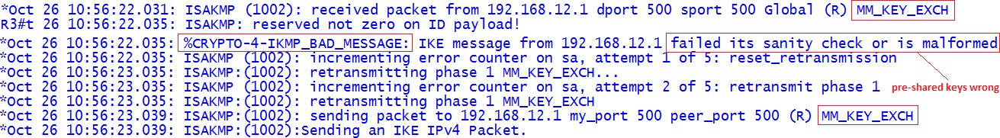 *Oct 26 10:56:22.031: ISAKMP (1002): received packet from 192.168.12.1 dport 500 sport 500 Global (R) MM_KEY_EXCH
R3#t 26 10:56:22.035: ISAKMP: reserved not zero on ID payload!
*Oct 26 10:56:22.035: %CRYPTO-4-IKMP_BAD_MESSAGE: IKE message from 192.168.12.1 failed its sanity check or is malformed
*Oct 26 10:56:22.035: ISAKMP (1002): incrementing error counter on sa, attempt 1 of 5: reset_retransmission
*Oct 26 10:56:23.035: ISAKMP:(1002): retransmitting phase 1 MM_KEY_EXCH...
*Oct 26 10:56:23.035: ISAKMP (1002): incrementing error counter on sa, attempt 2 of 5: retransmit phase 1
pre-shared keys wrong
*Oct 26 10:56:23.035: ISAKMP:(1002): retransmitting phase 1 MM_KEY_EXCH
*Oct 26 10:56:23.039: ISAKMP:(1002): sending packet to 192.168.12.1 my_port 500 peer_port 500 (R) MM_KEY_EXCH
*Oct 26 10:56:23.039: ISAKMP:(1002):Sending an IKE IPv4 Packet.